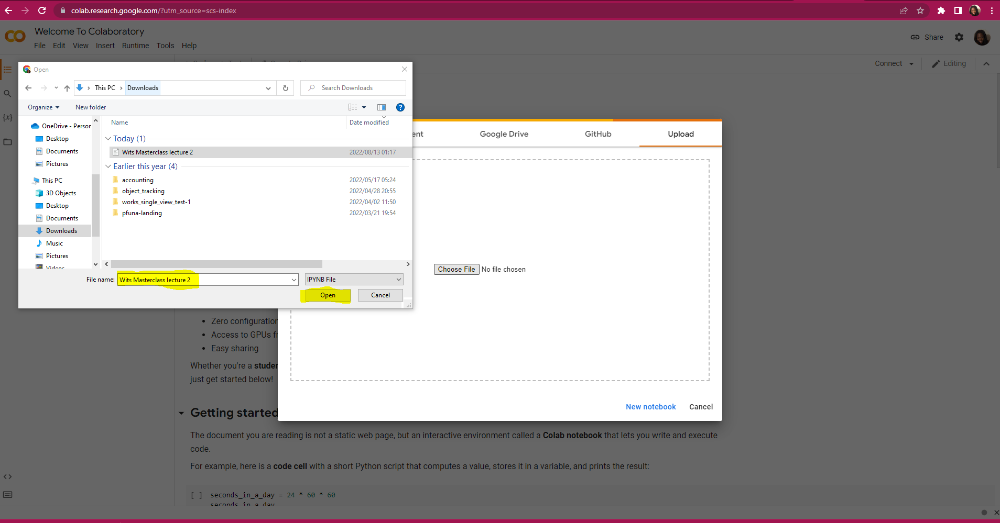 colab.research.google.com/?utm_source=scs-index
Welcome To Colaboratory
File Edit View Insert Runtime Tools Help
Share
Connect
Editing
Open
This PC > Downloads
Search Downloads
Organize
New folder
OneDrive - Person
Desktop
Documents
Pictures
This PC
3D Objects
Desktop
Documents
Downloads
Music
Pictures
Videos
Name Date modified
Today (1)
Wits Masterclass lecture 2 2022/08/13 01:17
Earlier this year (4)
accounting 2022/05/17 05:24
object_tracking 2022/04/28 20:55
works_single_view_test-1 2022/04/02 11:50
pfuna-landing 2022/03/21 19:54
File name: Wits Masterclass lecture 2 IPYNB File
Open Cancel
ent Google Drive GitHub Upload
Choose File No file chosen
New notebook Cancel
• Zero configuration
• Access to GPUs fr
• Easy sharing
Whether you're a studen
just get started below!
Getting started
The document you are reading is not a static web page, but an interactive environment called a Colab notebook that lets you write and execute
code.
For example, here is a code cell with a short Python script that computes a value, stores it in a variable, and prints the result:
[ ] seconds_in_a_day = 24 * 60 * 60
seconds_in_a_day